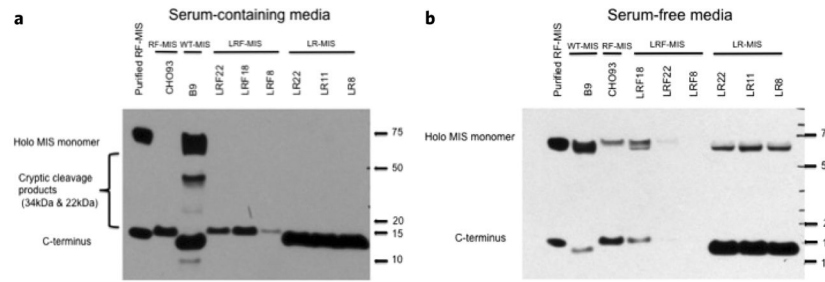 a
Serum-containing media
Purified RF-MIS
RF-MIS
WT-MIS
LRF-MIS
LR-MIS
CHO93
B9
LRF22
LRF18
LRF8
LR22
LR11
LR8
Holo MIS monomer
Cryptic cleavage
products
(34kDa & 22kDa)
C-terminus
75
50
20
15
10
b
Serum-free media
Purified RF-MIS
WT-MIS
RF-MIS
LRF-MIS
LR-MIS
B9
CHO93
LRF18
LRF22
LRF8
LR22
LR11
LR8
Holo MIS monomer
C-terminus